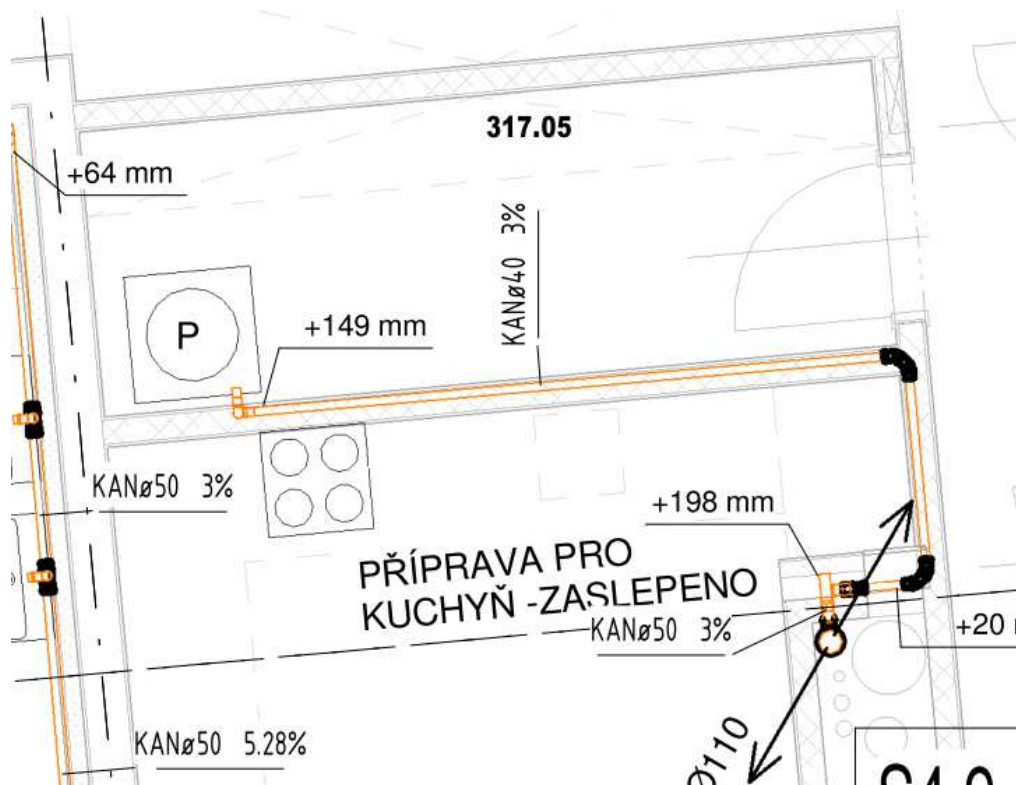 317.05
+64 mm
KANø40 3%
+149 mm
P
KANø50 3%
+198 mm
PŘÍPRAVA PRO
KUCHYŇ -ZASLEPENO
KANø50 3%
+20
KANø50 5.28%
Ø110